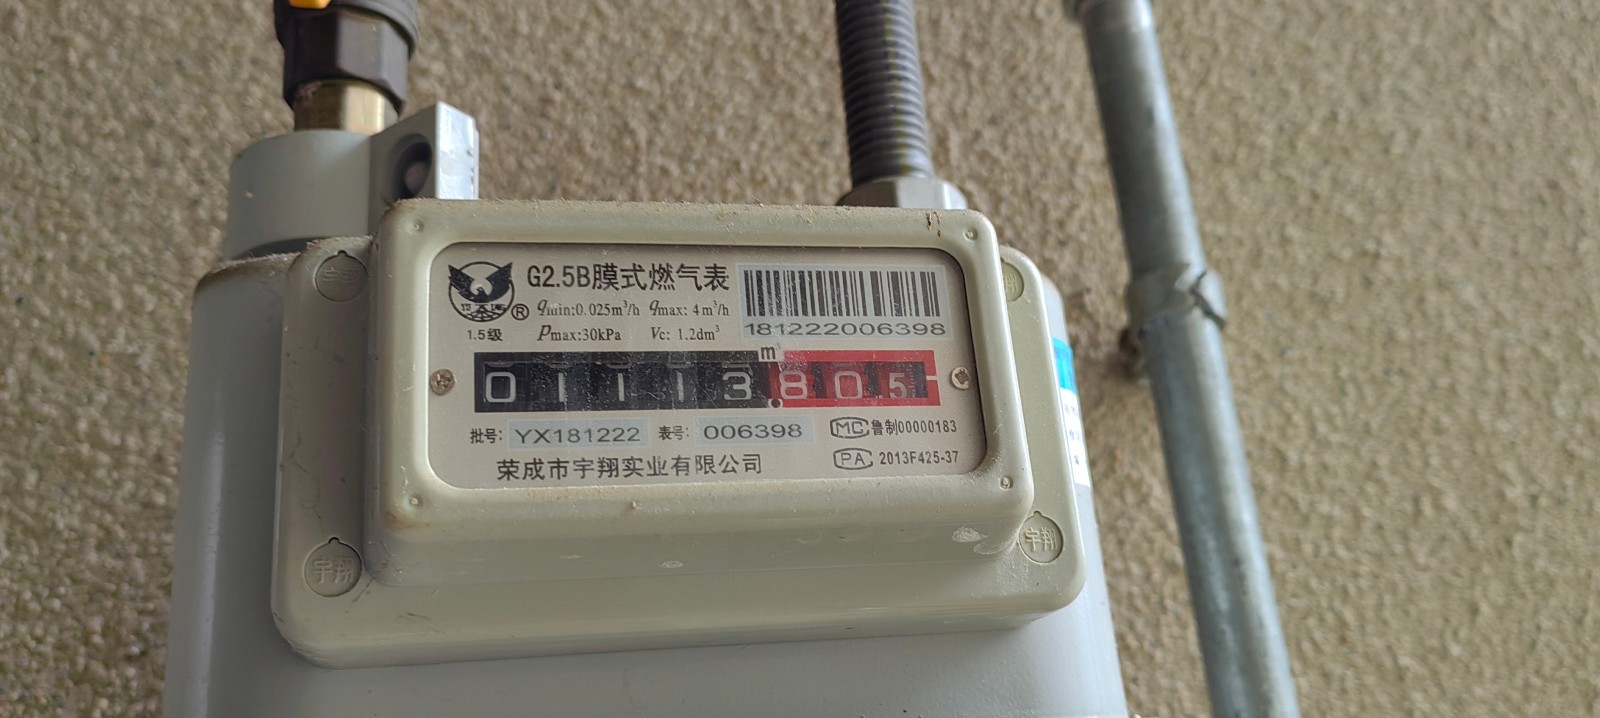 G2.5B膜式燃气表
®
qmin:0.025m³/h qmax: 4m³/h
1.5级 Pmax:30kPa Vc: 1.2dm³
181222006398
m³
01113.805
批号: YX181222 表号: 006398 MC 鲁制00000183
荣成市宇翔实业有限公司 PA 2013F425-37
宇翔
宇翔